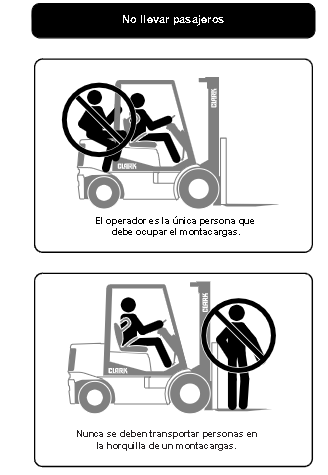 No llevar pasajeros
CLARK
CLARK
El operador es la única persona que
debe ocupar el montacargas.
CLARK
CLARK
Nunca se deben transportar personas en
la horquilla de un montacargas.